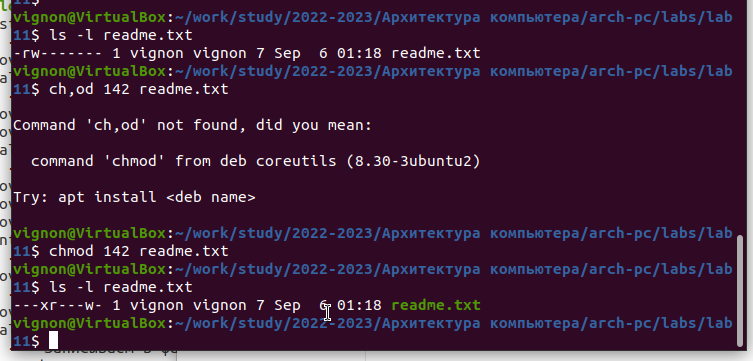 11$
vignon@VirtualBox:~/work/study/2022-2023/Архитектура компьютера/arch-pc/labs/lab
11$ ls -l readme.txt
-rw------- 1 vignon vignon 7 Sep  6 01:18 readme.txt
vignon@VirtualBox:~/work/study/2022-2023/Архитектура компьютера/arch-pc/labs/lab
11$ ch,od 142 readme.txt
Command 'ch,od' not found, did you mean:
  command 'chmod' from deb coreutils (8.30-3ubuntu2)
Try: apt install <deb name>
vignon@VirtualBox:~/work/study/2022-2023/Архитектура компьютера/arch-pc/labs/lab
11$ chmod 142 readme.txt
vignon@VirtualBox:~/work/study/2022-2023/Архитектура компьютера/arch-pc/labs/lab
11$ ls -l readme.txt
---xr---w- 1 vignon vignon 7 Sep  6 01:18 readme.txt
vignon@VirtualBox:~/work/study/2022-2023/Архитектура компьютера/arch-pc/labs/lab
11$